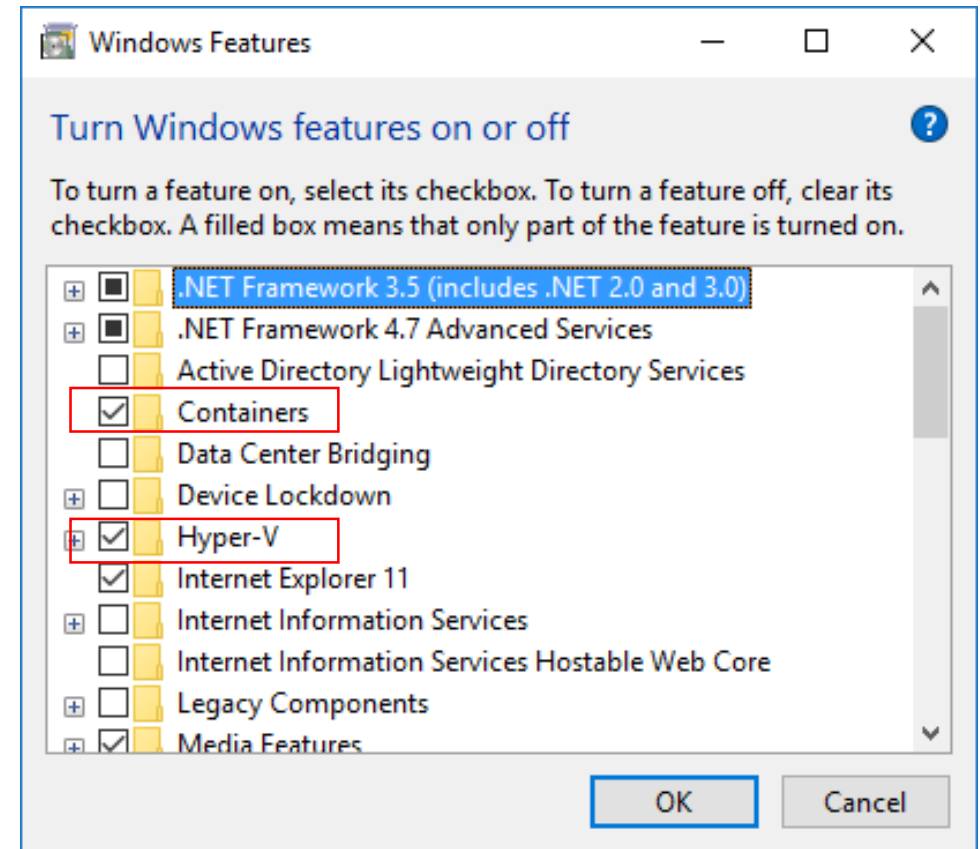 Windows Features
Turn Windows features on or off
?
To turn a feature on, select its checkbox. To turn a feature off, clear its
checkbox. A filled box means that only part of the feature is turned on.
.NET Framework 3.5 (includes .NET 2.0 and 3.0)
.NET Framework 4.7 Advanced Services
Active Directory Lightweight Directory Services
Containers
Data Center Bridging
Device Lockdown
Hyper-V
Internet Explorer 11
Internet Information Services
Internet Information Services Hostable Web Core
Legacy Components
Media Features
OK Cancel